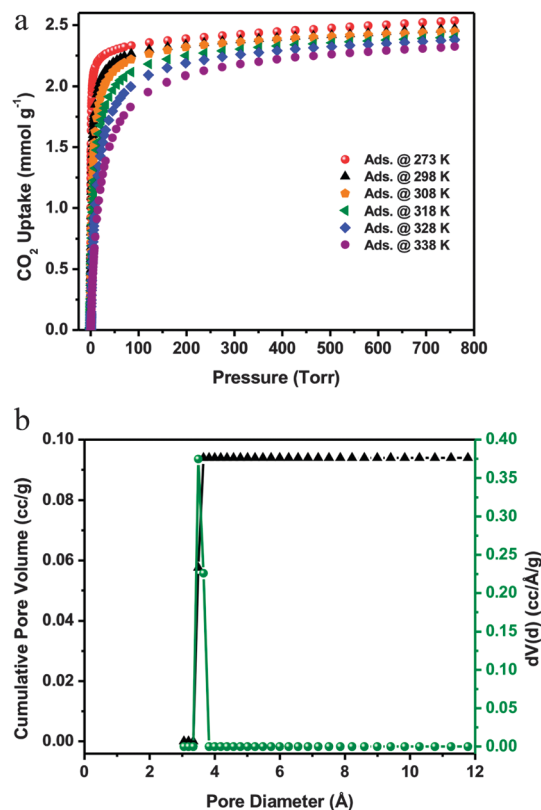 a
CO2 Uptake (mmol g-1)
2.5
2.0
1.5
1.0
0.5
0.0
Ads. @ 273 K
Ads. @ 298 K
Ads. @ 308 K
Ads. @ 318 K
Ads. @ 328 K
Ads. @ 338 K
0 100 200 300 400 500 600 700 800
Pressure (Torr)
b
Cumulative Pore Volume (cc/g)
0.10
0.08
0.06
0.04
0.02
0.00
0.40
0.35
0.30
0.25
0.20
0.15
0.10
0.05
0.00
dV(d) (cc/Å/g)
0 2 4 6 8 10 12
Pore Diameter (Å)